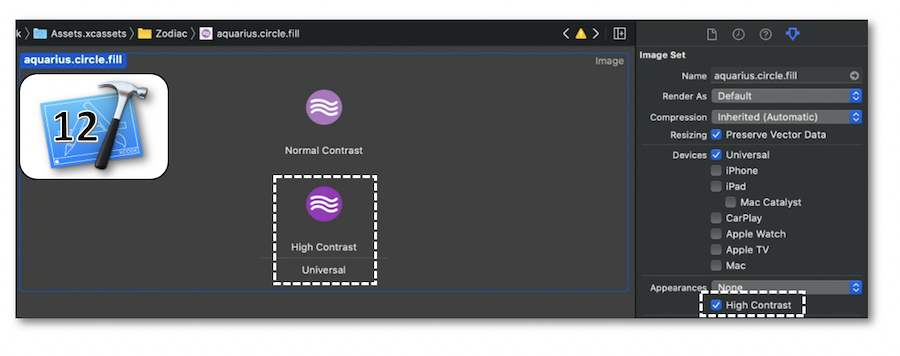 k
Assets.xcassets
Zodiac
aquarius.circle.fill
aquarius.circle.fill
Image
12
XCODE
Normal Contrast
High Contrast
Universal
Image Set
Name aquarius.circle.fill
Render As Default
Compression Inherited (Automatic)
Resizing Preserve Vector Data
Devices Universal
iPhone
iPad
Mac Catalyst
CarPlay
Apple Watch
Apple TV
Mac
Appearances None
High Contrast